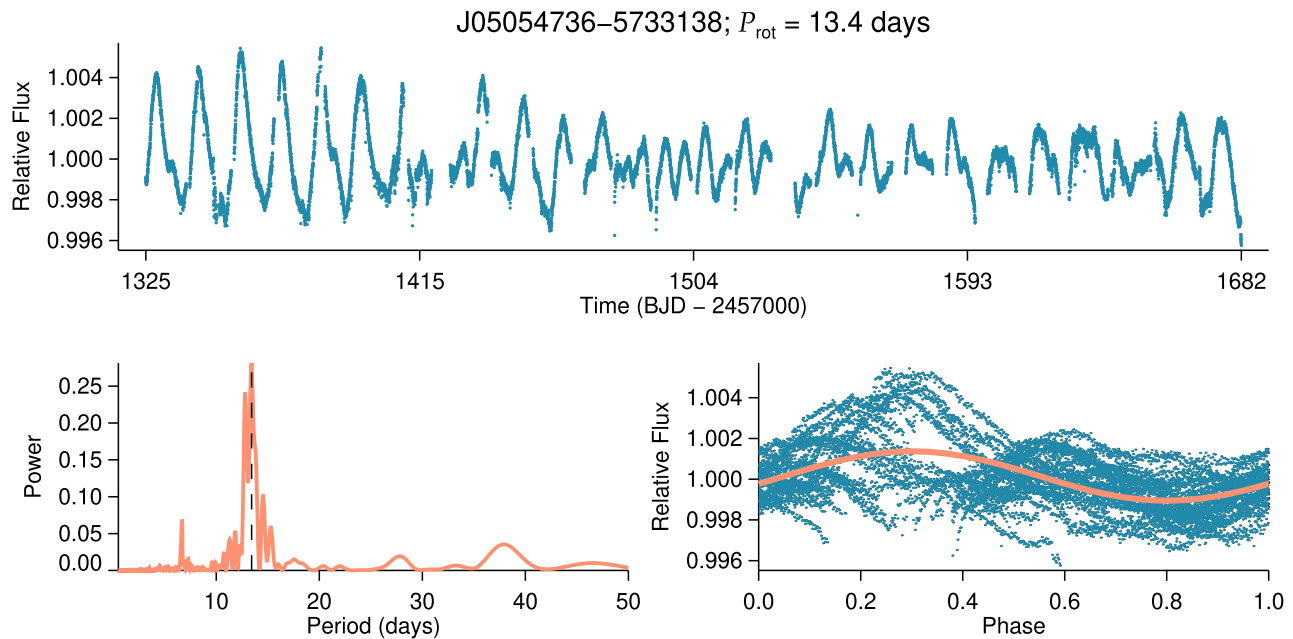 J05054736−5733138; Prot = 13.4 days
Relative Flux
1.004
1.002
1.000
0.998
0.996
1325 1415 1504 1593 1682
Time (BJD − 2457000)
Power
0.25
0.20
0.15
0.10
0.05
0.00
10 20 30 40 50
Period (days)
Relative Flux
1.004
1.002
1.000
0.998
0.996
0.0 0.2 0.4 0.6 0.8 1.0
Phase